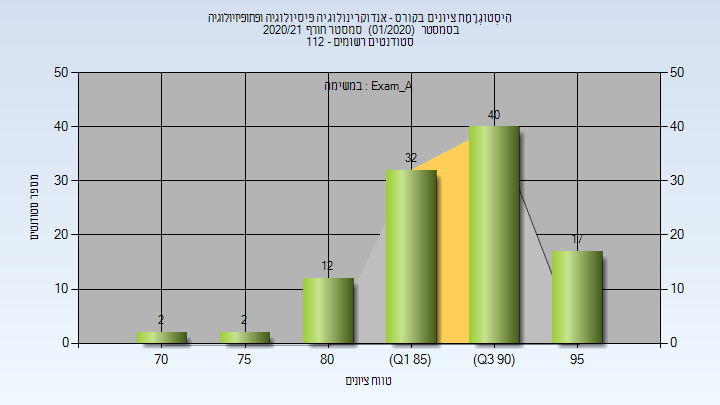 היסטוגרמת ציונים בקורס - אנדוקרינולוגיה פיסיולוגיה ופתופיזיולוגיה
בסמסטר (01/2020) סמסטר חורף 2020/21
סטודנטים רשומים - 112
במשימה : Exam_A
מספר סטודנטים
50
40
30
20
10
0
50
40
30
20
10
0
2
2
12
32
40
17
70
75
80
(Q1 85)
(Q3 90)
95
טווח ציונים